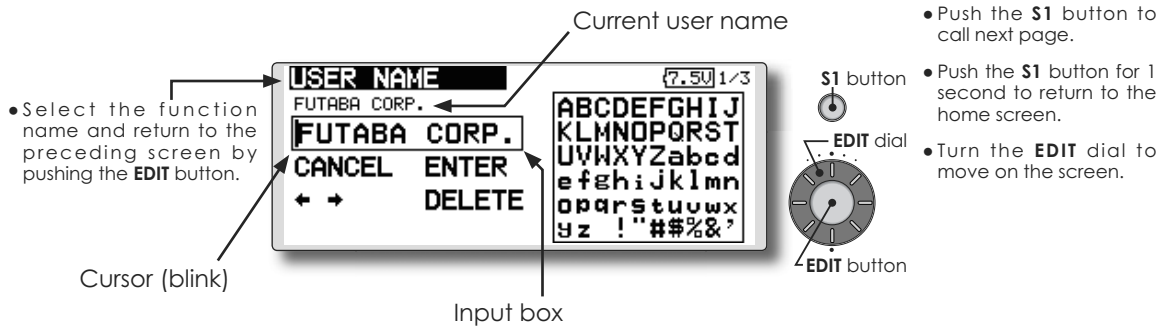 Current user name
● Push the S1 button to
call next page.
● Push the S1 button for 1
second to return to the
home screen.
● Turn the EDIT dial to
move on the screen.
● Select the function
name and return to the
preceding screen by
pushing the EDIT button.
USER NAME
7.5V 1/3
FUTABA CORP.
FUTABA CORP.
CANCEL ENTER
← → DELETE
ABCDEFGHIJ
KLMNOPQRST
UVWXYZabcd
efghijklmn
opqrstuvwx
yz !"#$%&'
S1 button
EDIT dial
EDIT button
Cursor (blink)
Input box